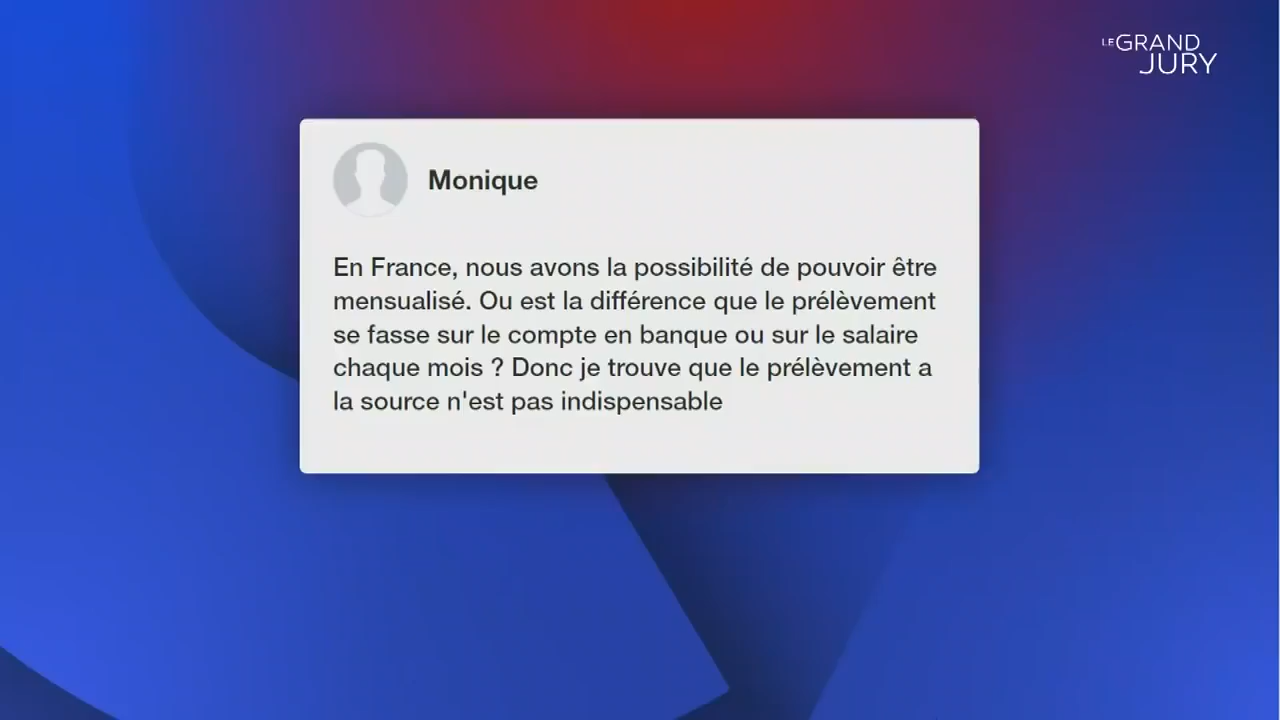 LE GRAND
JURY
Monique
En France, nous avons la possibilité de pouvoir être
mensualisé. Ou est la différence que le prélèvement
se fasse sur le compte en banque ou sur le salaire
chaque mois ? Donc je trouve que le prélèvement a
la source n'est pas indispensable